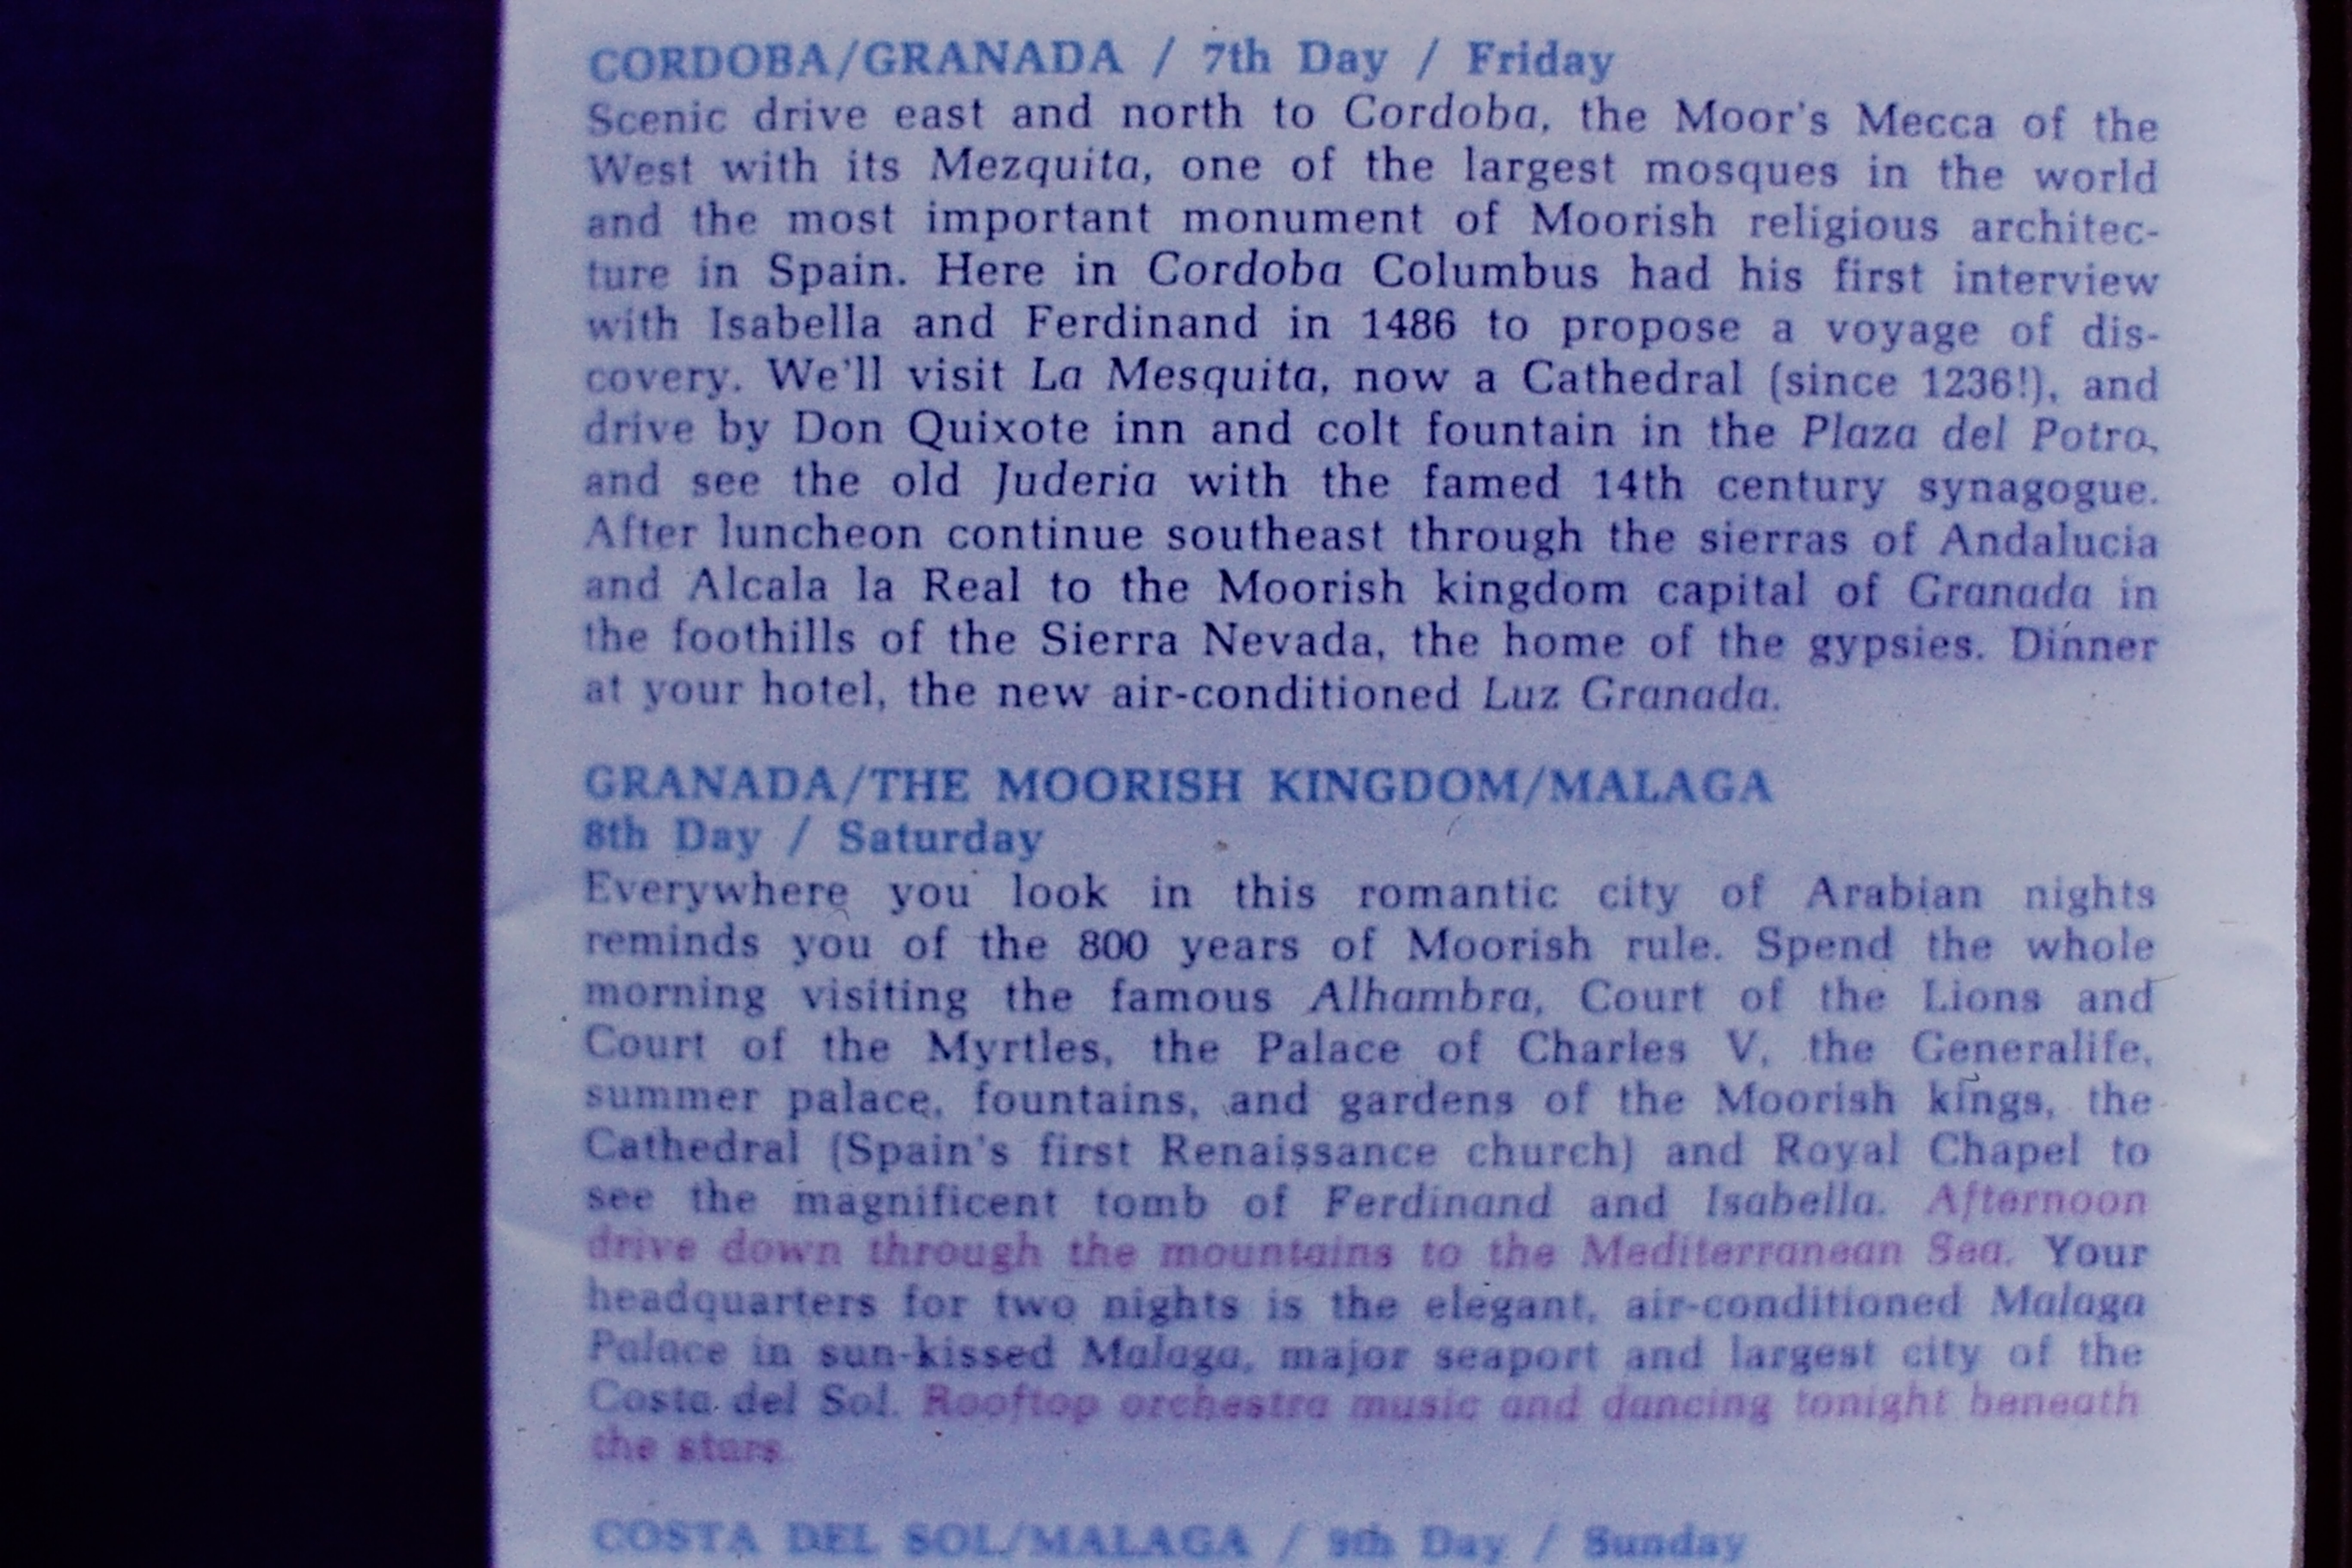 CORDOBA/GRANADA / 7th Day / Friday
Scenic drive east and north to Cordoba, the Moor's Mecca of the
West with its Mezquita, one of the largest mosques in the world
and the most important monument of Moorish religious architec-
ture in Spain. Here in Cordoba Columbus had his first interview
with Isabella and Ferdinand in 1486 to propose a voyage of dis-
covery. We'll visit La Mesquita, now a Cathedral (since 1236!), and
drive by Don Quixote inn and colt fountain in the Plaza del Potro,
and see the old Juderia with the famed 14th century synagogue.
After luncheon continue southeast through the sierras of Andalucia
and Alcala la Real to the Moorish kingdom capital of Granada in
the foothills of the Sierra Nevada, the home of the gypsies. Dinner
at your hotel, the new air-conditioned Luz Granada.
GRANADA/THE MOORISH KINGDOM/MALAGA
8th Day / Saturday
Everywhere you look in this romantic city of Arabian nights
reminds you of the 800 years of Moorish rule. Spend the whole
morning visiting the famous Alhambra, Court of the Lions and
Court of the Myrtles, the Palace of Charles V, the Generalife,
summer palace, fountains, and gardens of the Moorish kings, the
Cathedral (Spain's first Renaissance church) and Royal Chapel to
see the magnificent tomb of Ferdinand and Isabella. Afternoon
drive down through the mountains to the Mediterranean Sea. Your
headquarters for two nights is the elegant, air-conditioned Malaga
Palace in sun-kissed Malaga, major seaport and largest city of the
Costa del Sol. Rooftop orchestra music and dancing tonight beneath
the stars.
COSTA DEL SOL/MALAGA / 9th Day / Sunday